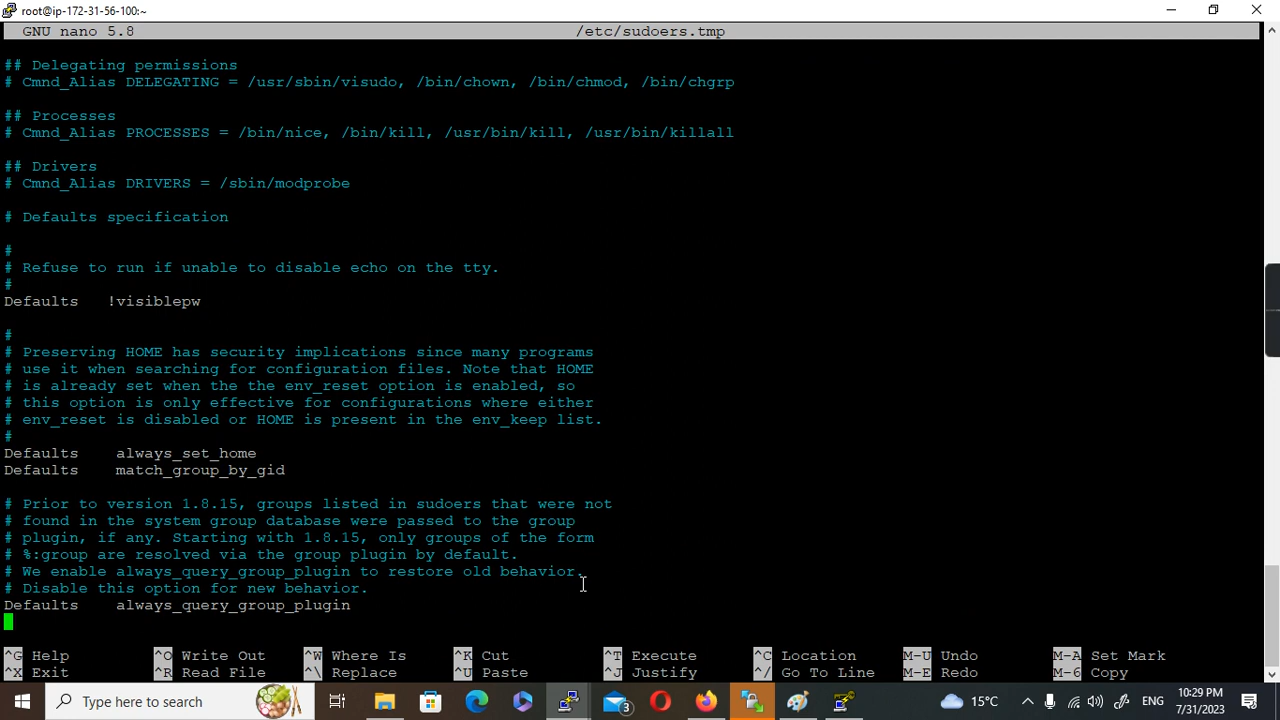 root@ip-172-31-56-100:~
GNU nano 5.8 /etc/sudoers.tmp
## Delegating permissions
# Cmnd_Alias DELEGATING = /usr/sbin/visudo, /bin/chown, /bin/chmod, /bin/chgrp
## Processes
# Cmnd_Alias PROCESSES = /bin/nice, /bin/kill, /usr/bin/kill, /usr/bin/killall
## Drivers
# Cmnd_Alias DRIVERS = /sbin/modprobe
# Defaults specification
#
# Refuse to run if unable to disable echo on the tty.
#
Defaults !visiblepw
#
# Preserving HOME has security implications since many programs
# use it when searching for configuration files. Note that HOME
# is already set when the the env_reset option is enabled, so
# this option is only effective for configurations where either
# env_reset is disabled or HOME is present in the env_keep list.
#
Defaults always_set_home
Defaults match_group_by_gid
# Prior to version 1.8.15, groups listed in sudoers that were not
# found in the system group database were passed to the group
# plugin, if any. Starting with 1.8.15, only groups of the form
# %:group are resolved via the group plugin by default.
# We enable always_query_group_plugin to restore old behavior.
# Disable this option for new behavior.
Defaults always_query_group_plugin
^G Help ^O Write Out ^W Where Is ^K Cut ^T Execute ^C Location M-U Undo M-A Set Mark
^X Exit ^R Read File ^\ Replace ^U Paste ^J Justify ^/ Go To Line M-E Redo M-6 Copy
Type here to search 3 15°C ENG 10:29 PM
7/31/2023